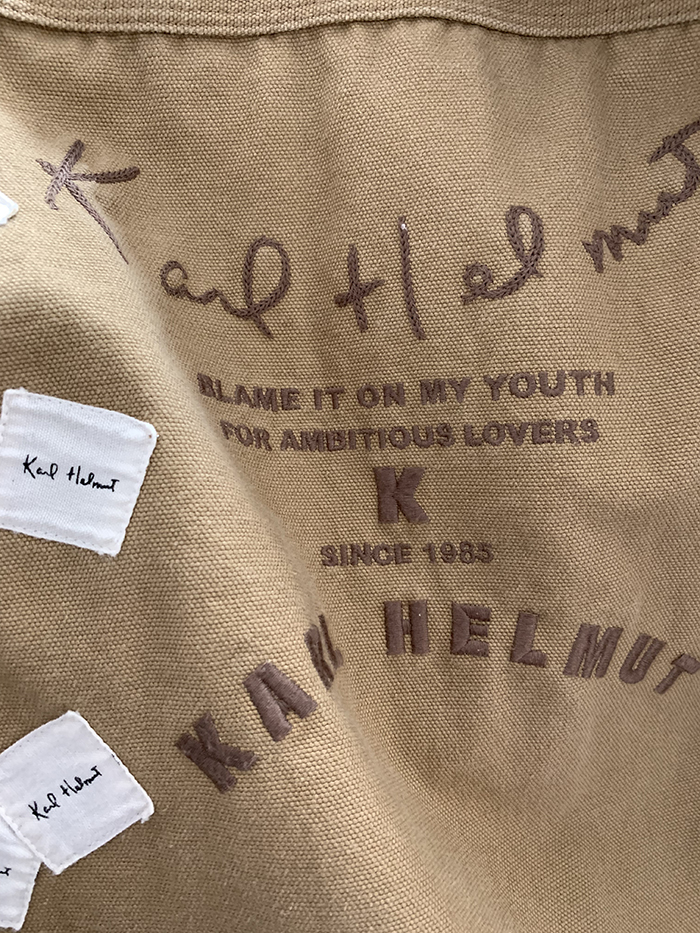 Karl Helmut
BLAME IT ON MY YOUTH
FOR AMBITIOUS LOVERS
K
SINCE 1985
KARL HELMUT
Karl Helmut
Karl Helmut